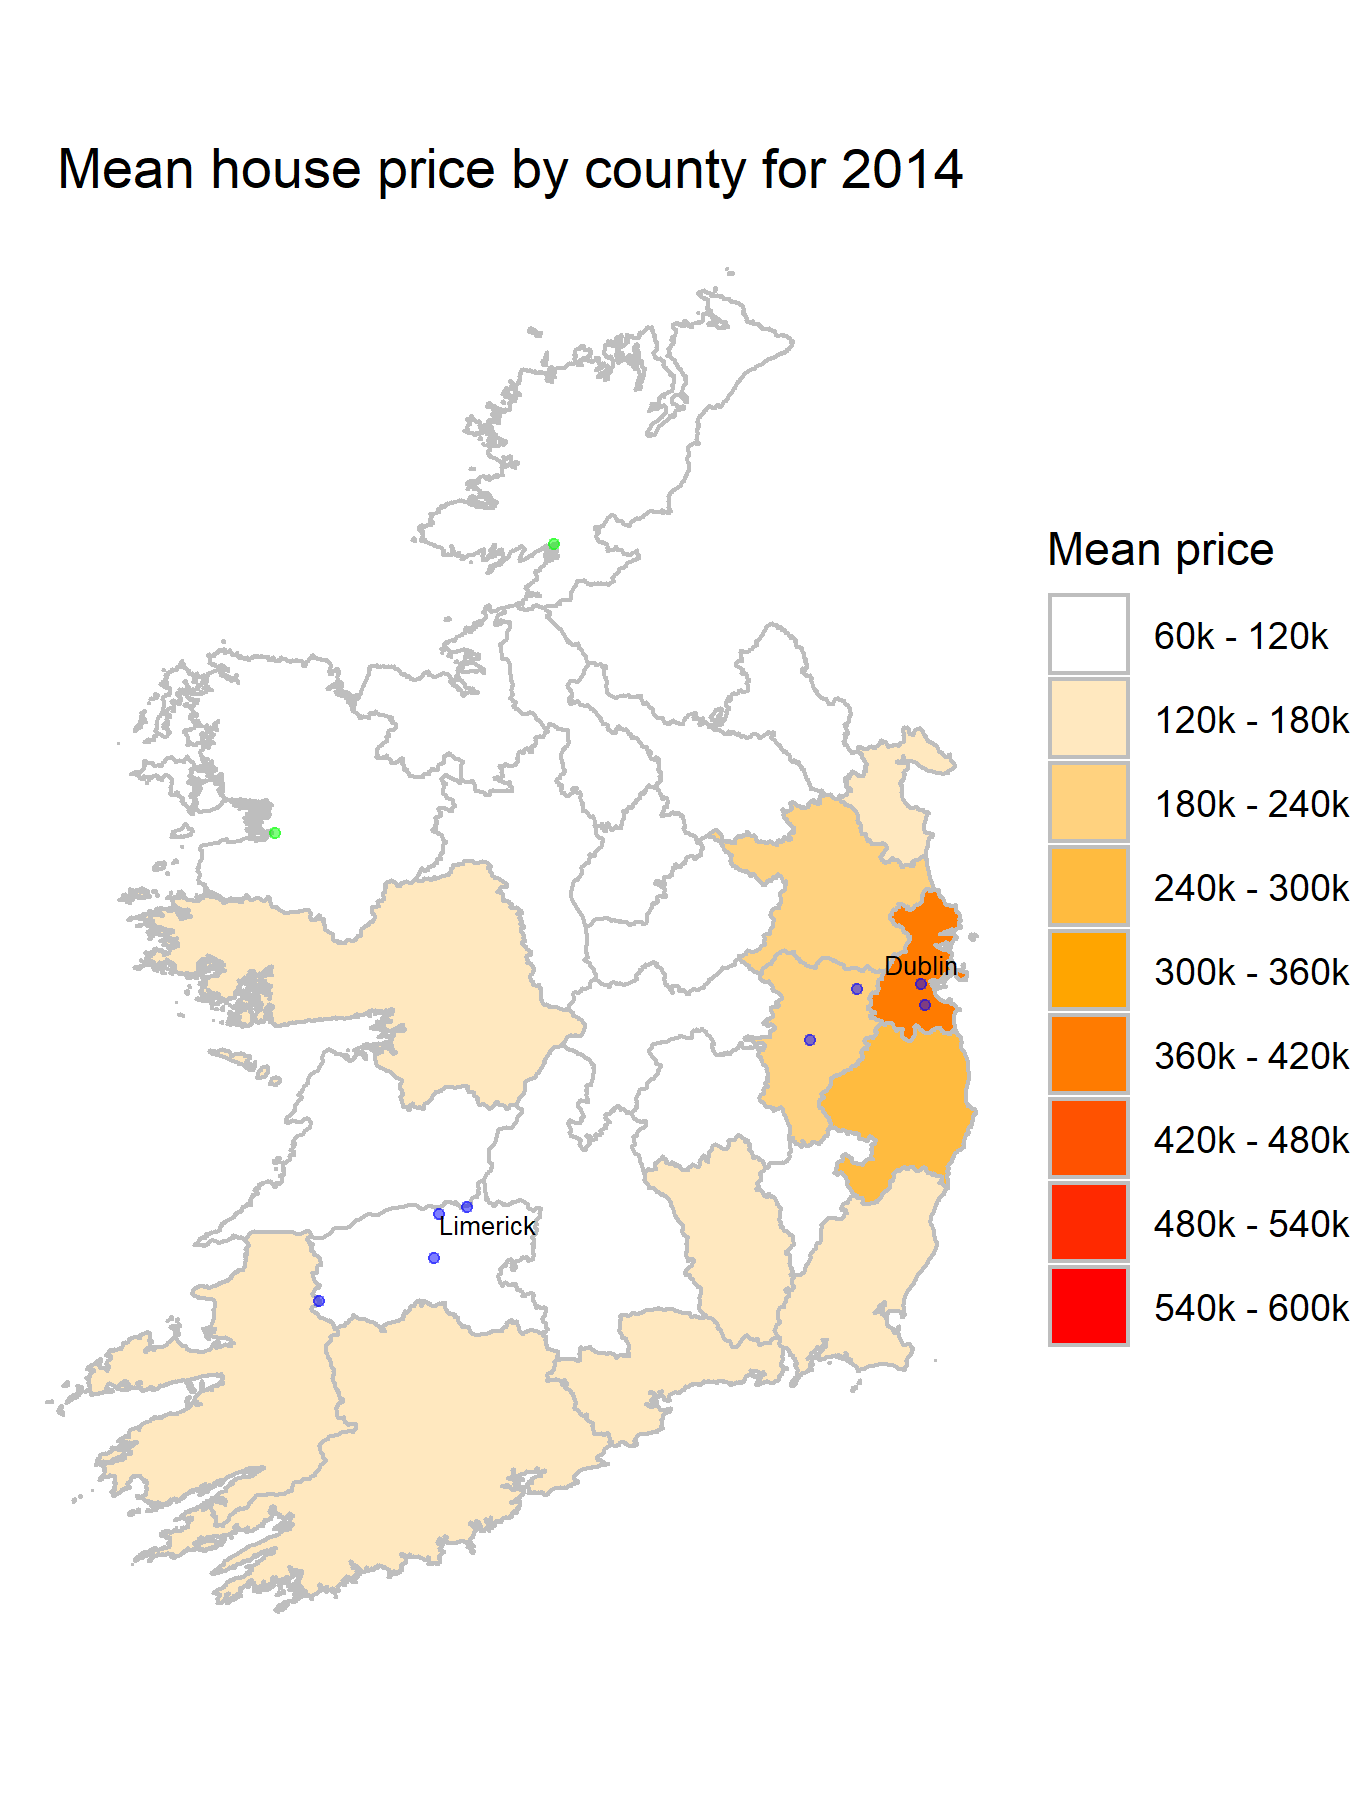 Mean house price by county for 2014
Mean price
60k - 120k
120k - 180k
180k - 240k
240k - 300k
300k - 360k
360k - 420k
420k - 480k
480k - 540k
540k - 600k
Dublin
Limerick